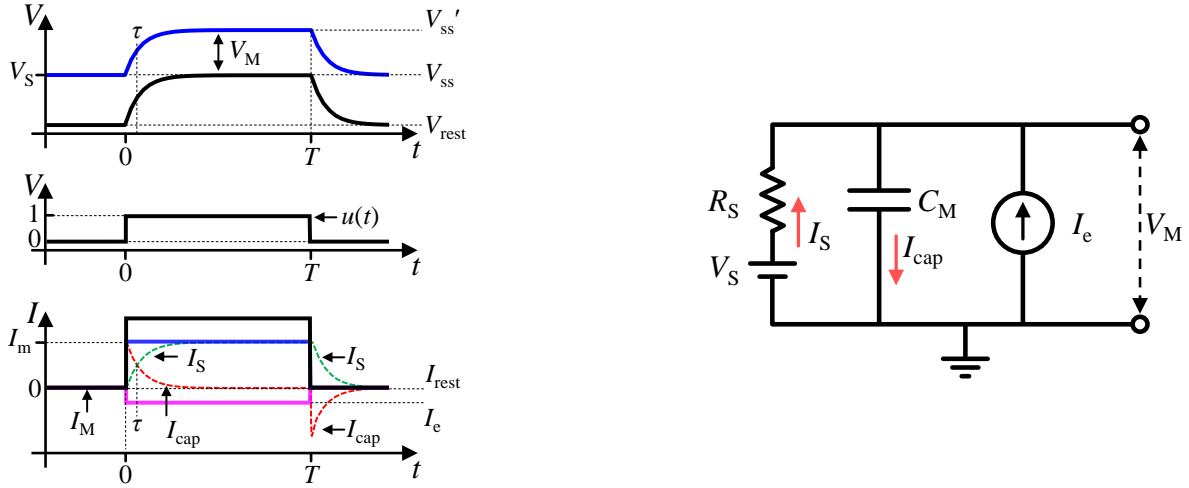 V
τ
V_ss'
V_M
V_S
V_ss
V_rest
0
T
t
V
1
u(t)
0
0
T
t
I
I_m
I_S
I_S
0
I_rest
I_M
τ
I_cap
I_cap
I_e
0
T
t
R_S
I_S
C_M
I_cap
I_e
V_M
V_S